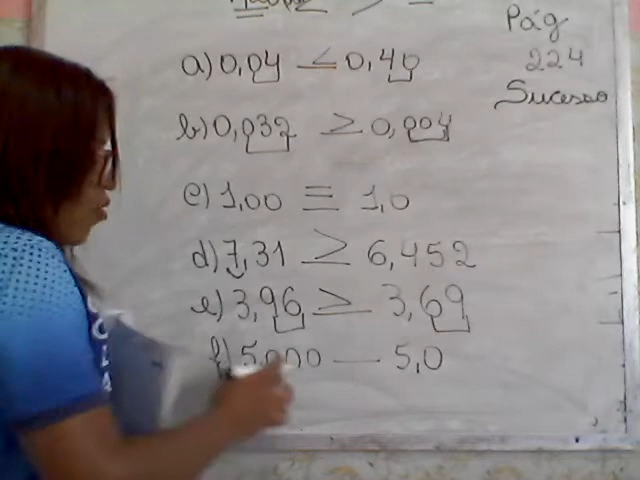 > =
Pág
224
Sucesso
a) 0,04 < 0,40
b) 0,037 > 0,004
c) 1,00 = 1,0
d) 7,31 > 6,452
e) 3,96 > 3,69
f) 5,000 — 5,0